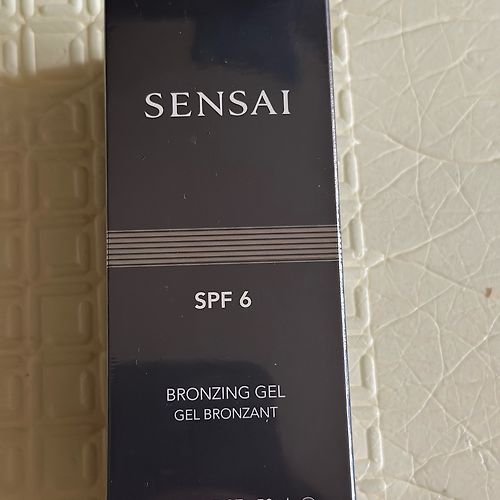 SENSAI
SPF 6
BRONZING GEL
GEL BRONZANT